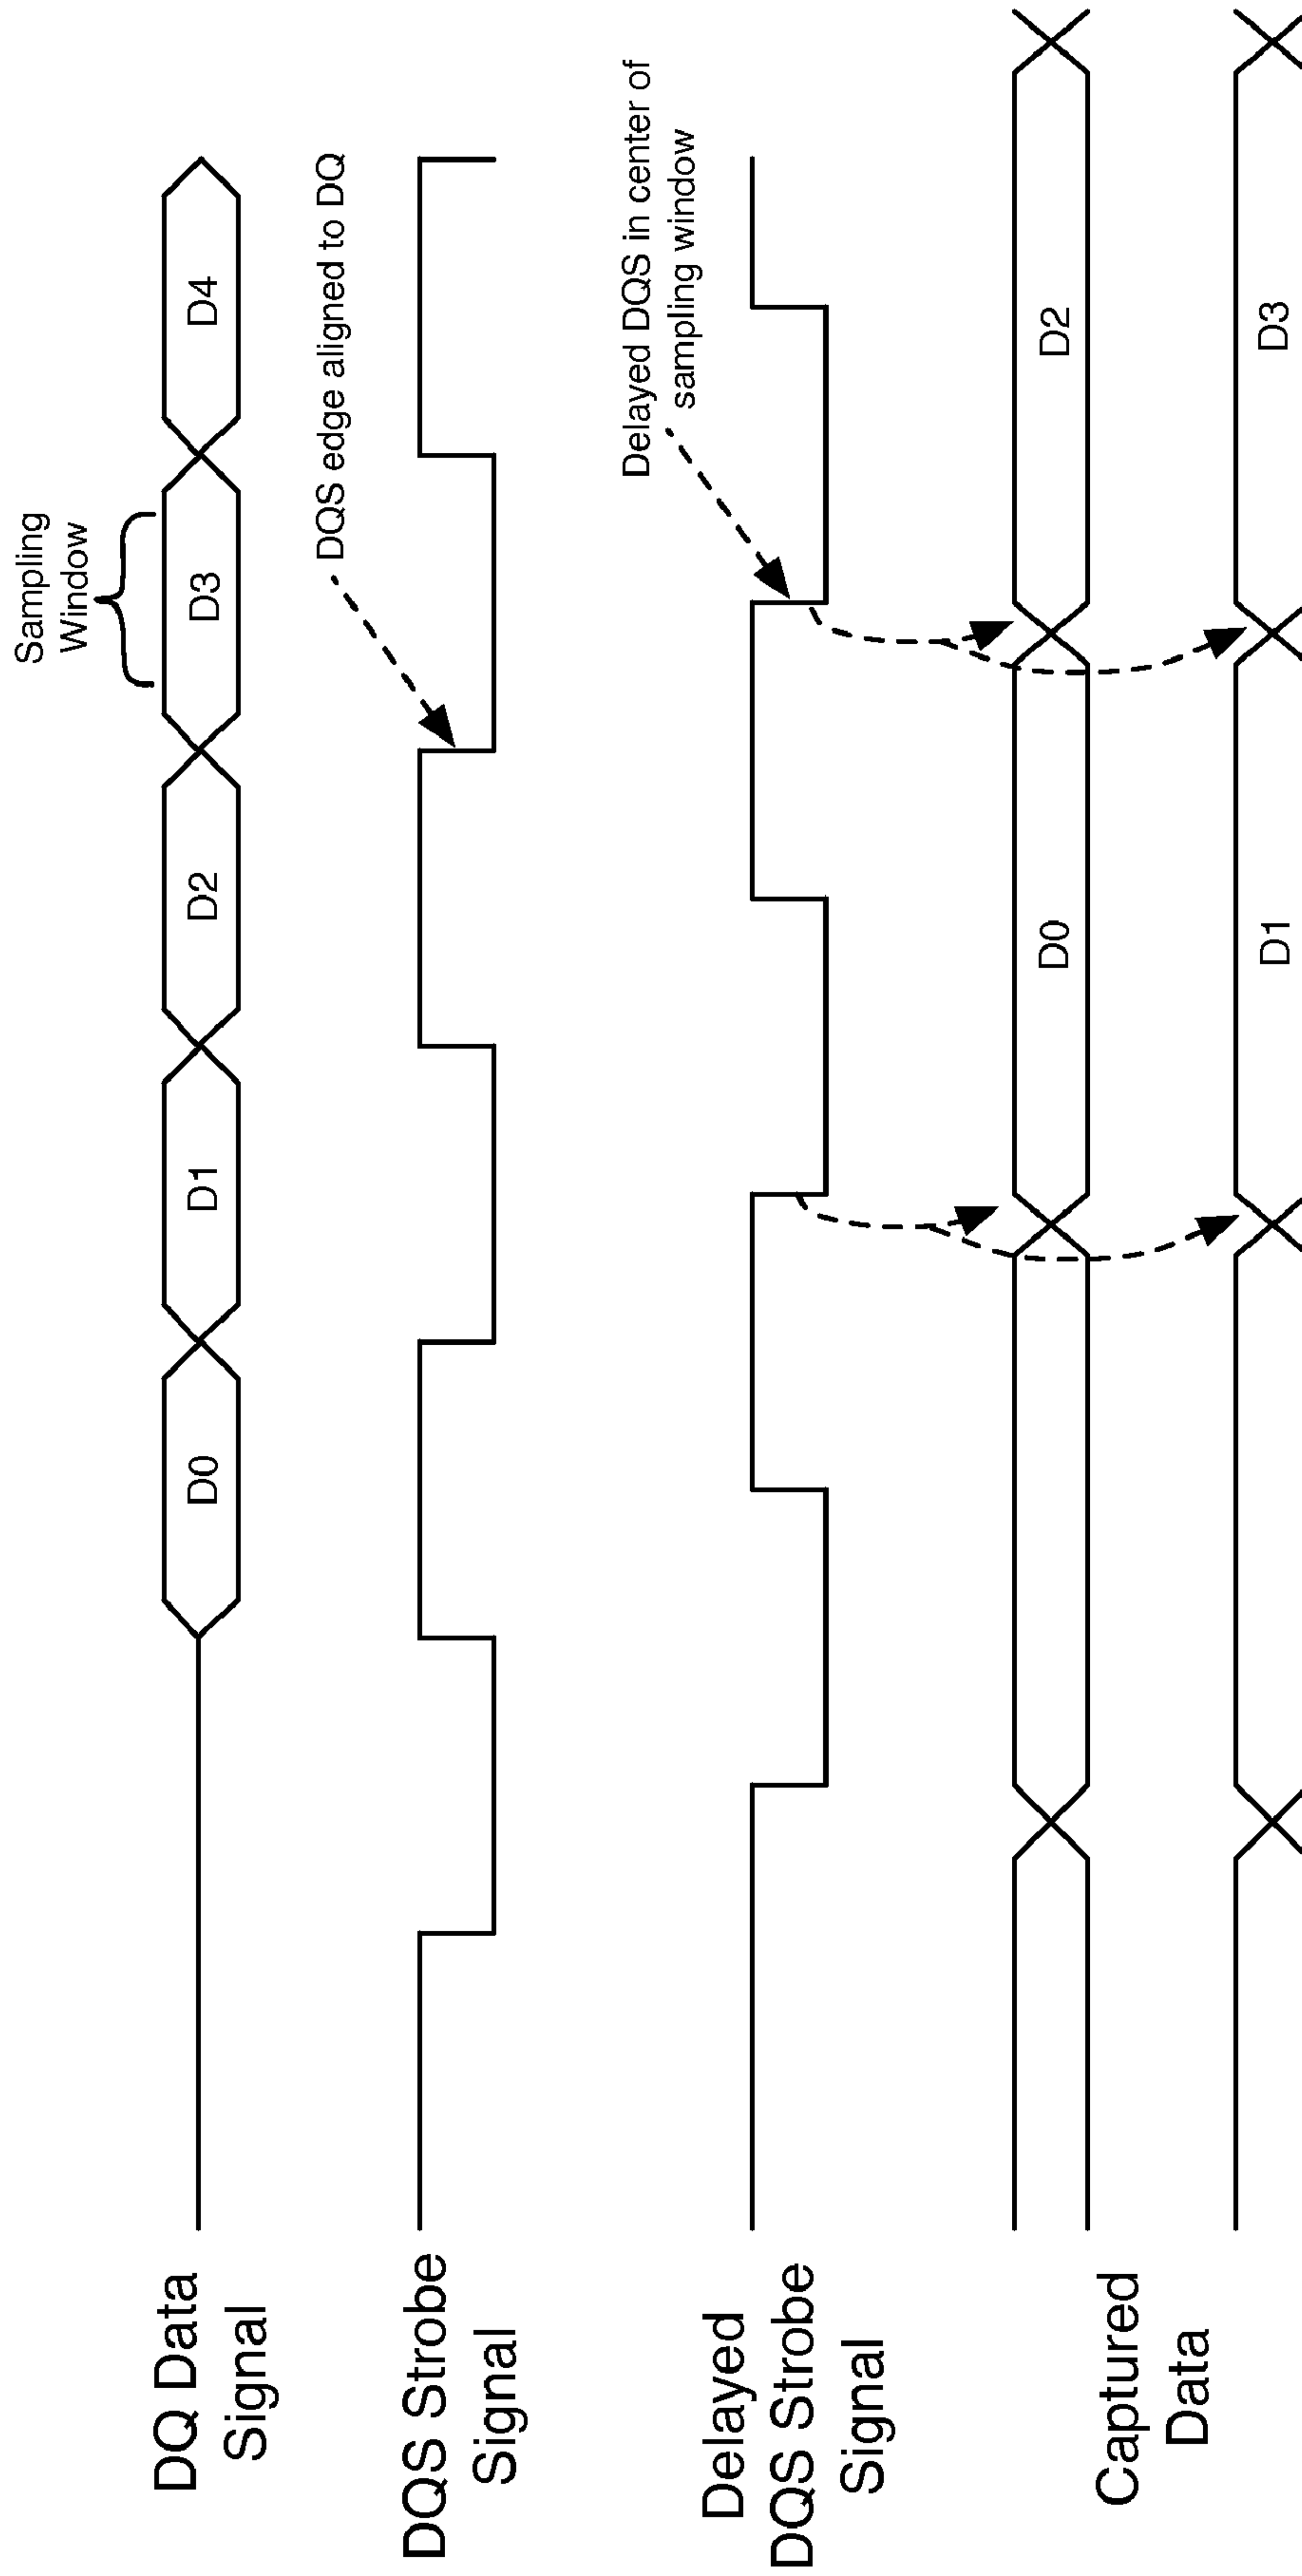 Sampling
Window
DQ Data
Signal
D0
D1
D2
D3
D4
DQS edge aligned to DQ
DQS Strobe
Signal
Delayed DQS in center of
sampling window
Delayed
DQS Strobe
Signal
Captured
Data
D0
D2
D1
D3